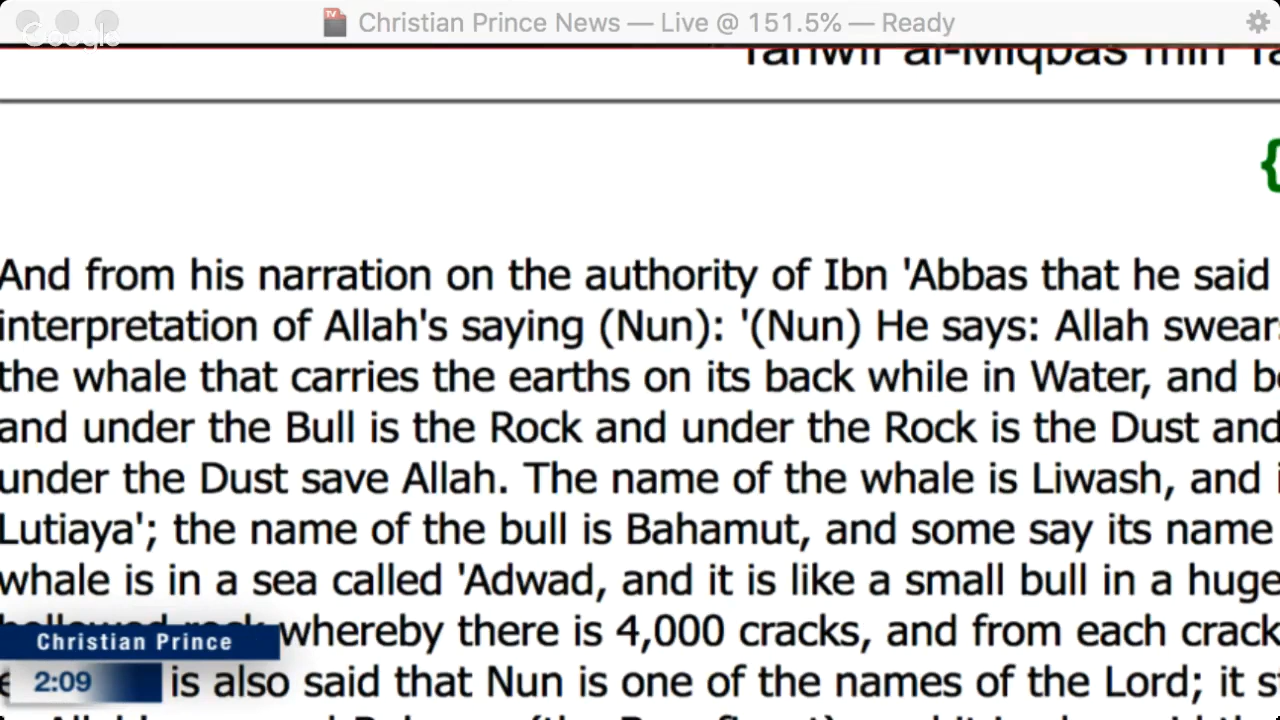 Christian Prince News — Live @ 151.5% — Ready
Google
Tanwîr al-Miqbâs min
{
And from his narration on the authority of Ibn 'Abbas that he said
interpretation of Allah's saying (Nun): '(Nun) He says: Allah swear
the whale that carries the earths on its back while in Water, and be
and under the Bull is the Rock and under the Rock is the Dust and
under the Dust save Allah. The name of the whale is Liwash, and i
Lutiaya'; the name of the bull is Bahamut, and some say its name
whale is in a sea called 'Adwad, and it is like a small bull in a huge
whereby there is 4,000 cracks, and from each crack
Christian Prince
2:09
is also said that Nun is one of the names of the Lord; it s